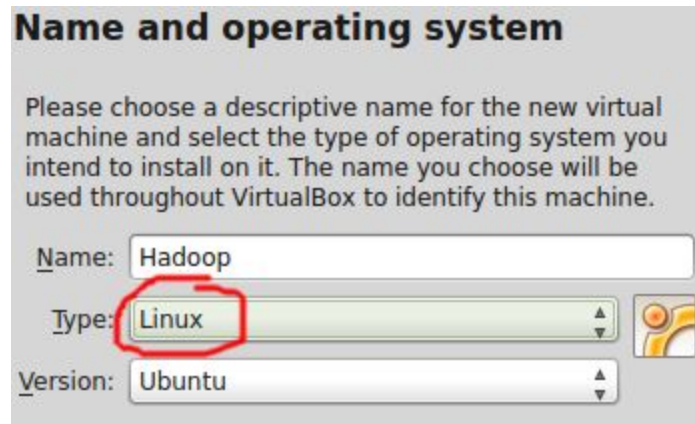 Name and operating system
Please choose a descriptive name for the new virtual
machine and select the type of operating system you
intend to install on it. The name you choose will be
used throughout VirtualBox to identify this machine.
Name: Hadoop
Type: Linux
Version: Ubuntu